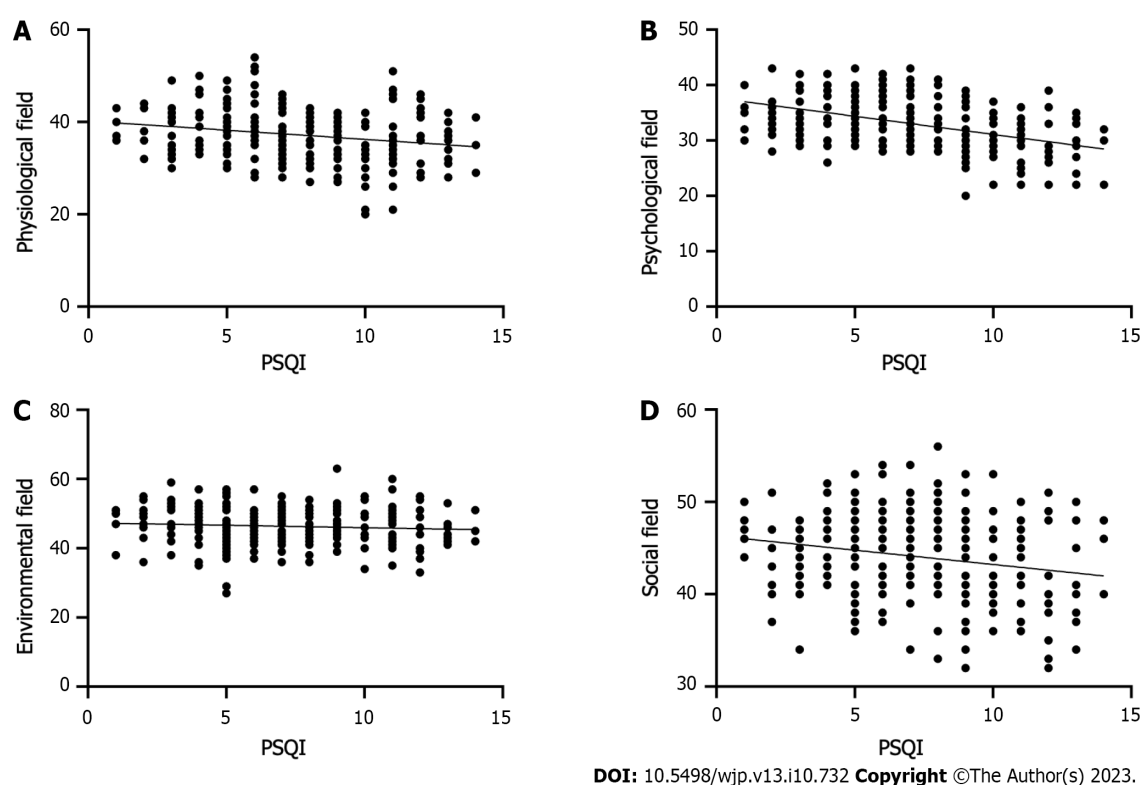 A
60
40
20
0
Physiological field
0 5 10 15
PSQI
B
50
40
30
20
10
0
Psychological field
0 5 10 15
PSQI
C
80
60
40
20
0
Environmental field
0 5 10 15
PSQI
D
60
50
40
30
Social field
0 5 10 15
PSQI
DOI: 10.5498/wjp.v13.i10.732 Copyright ©The Author(s) 2023.